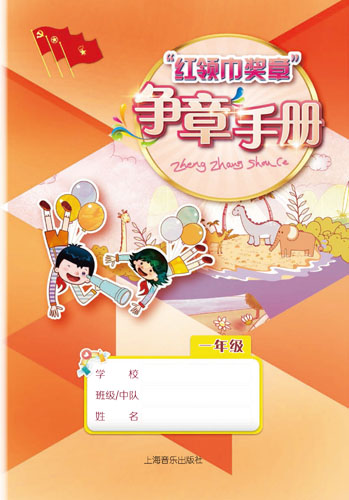 “红领巾奖章”
争章手册
Zheng Zhang Shou Ce
一年级
学 校
班级/中队
姓 名
上海音乐出版社